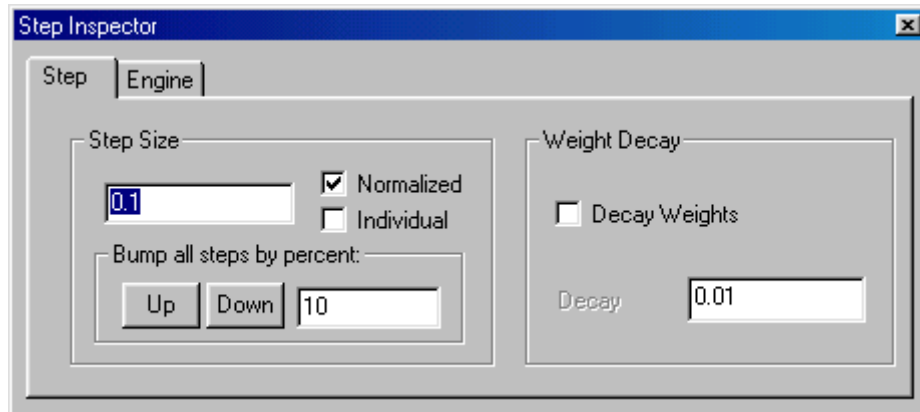 Step Inspector
Step
Engine
Step Size
0.1
Normalized
Individual
Bump all steps by percent:
Up
Down
10
Weight Decay
Decay Weights
Decay
0.01